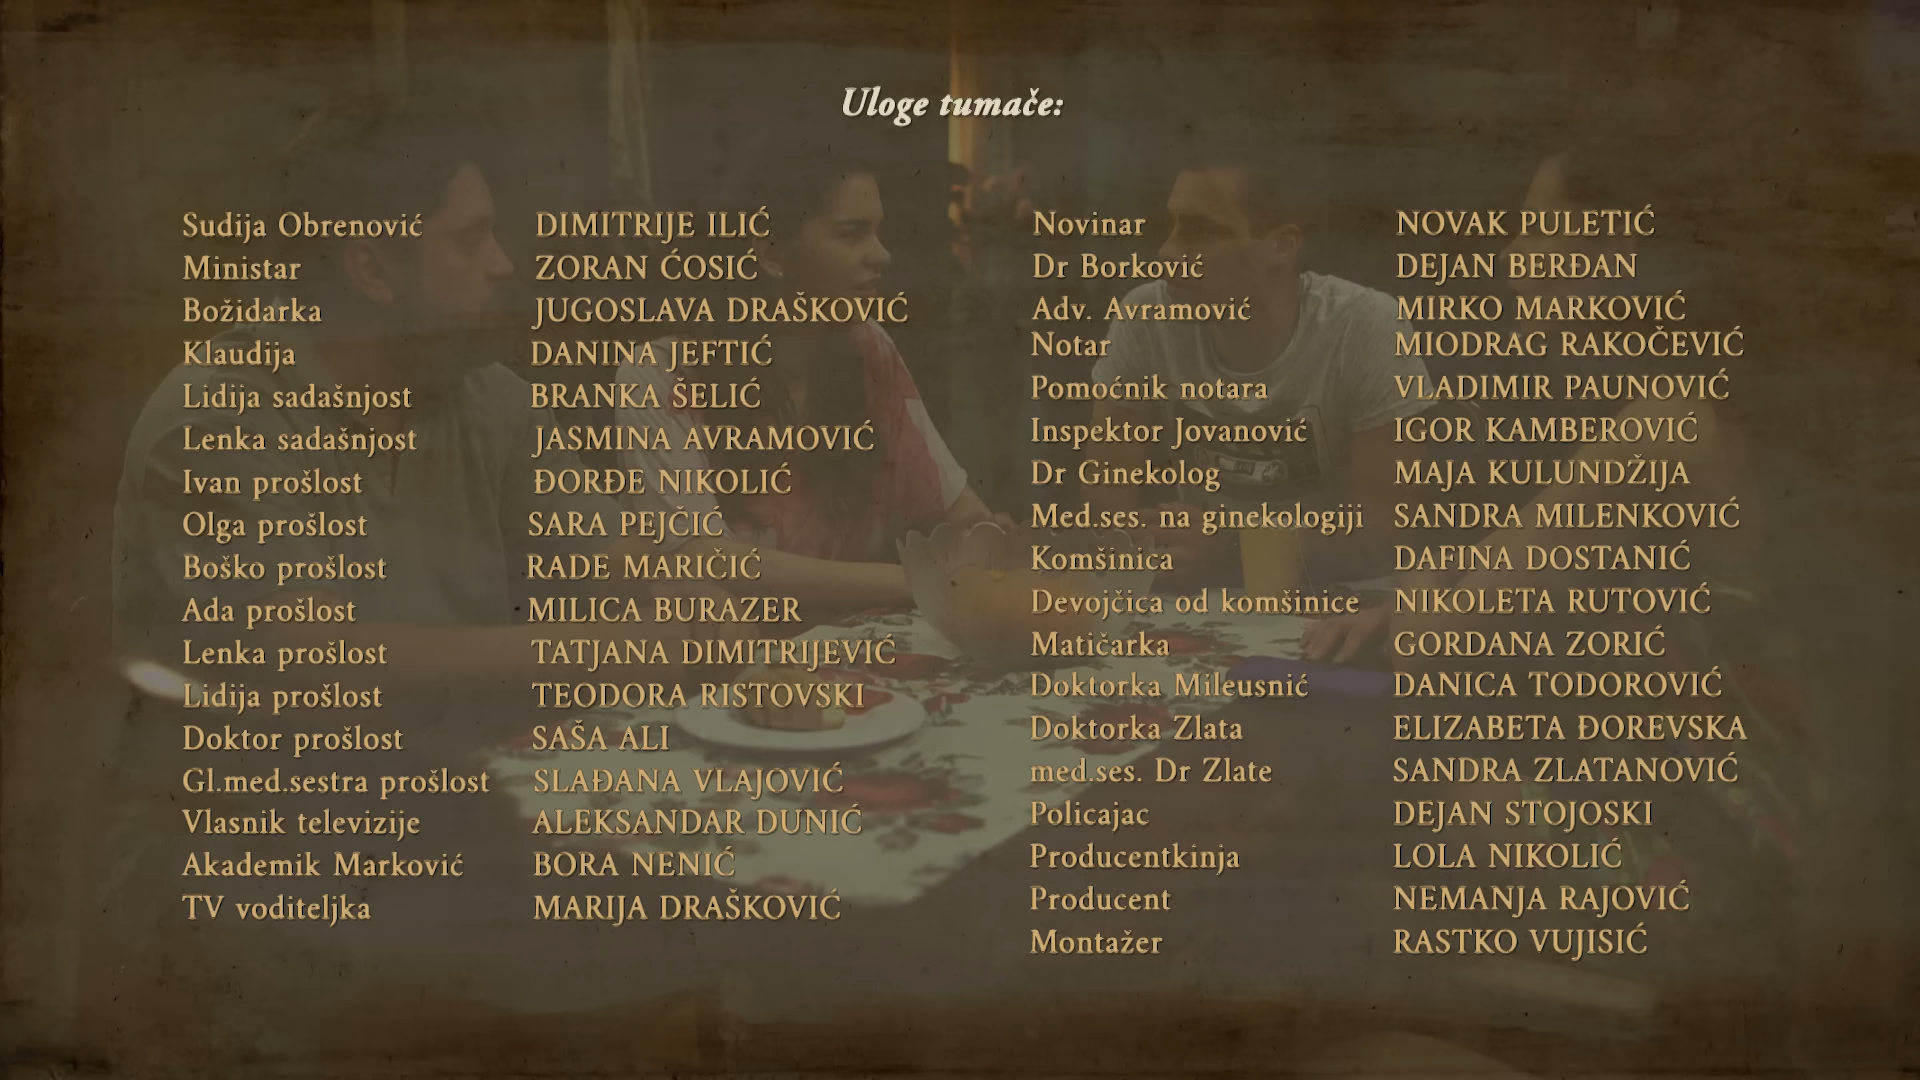 Uloge tumače:
Sudija Obrenović DIMITRIJE ILIĆ
Ministar ZORAN ĆOSIĆ
Božidarka JUGOSLAVA DRAŠKOVIĆ
Klaudija DANINA JEFTIĆ
Lidija sadašnjost BRANKA ŠELIĆ
Lenka sadašnjost JASMINA AVRAMOVIĆ
Ivan prošlost ĐORĐE NIKOLIĆ
Olga prošlost SARA PEJČIĆ
Boško prošlost RADE MARIČIĆ
Ada prošlost MILICA BURAZER
Lenka prošlost TATJANA DIMITRIJEVIĆ
Lidija prošlost TEODORA RISTOVSKI
Doktor prošlost SAŠA ALI
Gl.med.sestra prošlost SLAĐANA VLAJOVIĆ
Vlasnik televizije ALEKSANDAR DUNIĆ
Akademik Marković BORA NENIĆ
TV voditeljka MARIJA DRAŠKOVIĆ
Novinar NOVAK PULETIĆ
Dr Borković DEJAN BERĐAN
Adv. Avramović MIRKO MARKOVIĆ
Notar MIODRAG RAKOČEVIĆ
Pomoćnik notara VLADIMIR PAUNOVIĆ
Inspektor Jovanović IGOR KAMBEROVIĆ
Dr Ginekolog MAJA KULUNDŽIJA
Med.ses. na ginekologiji SANDRA MILENKOVIĆ
Komšinica DAFINA DOSTANIĆ
Devojčica od komšinice NIKOLETA RUTOVIĆ
Matičarka GORDANA ZORIĆ
Doktorka Mileusnić DANICA TODOROVIĆ
Doktorka Zlata ELIZABETA ĐOREVSKA
med.ses. Dr Zlate SANDRA ZLATANOVIĆ
Policajac DEJAN STOJOSKI
Producentkinja LOLA NIKOLIĆ
Producent NEMANJA RAJOVIĆ
Montažer RASTKO VUJISIĆ